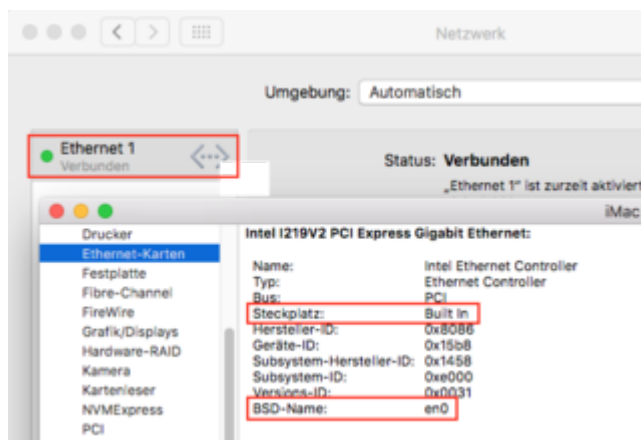 Netzwerk
Umgebung: Automatisch
Ethernet 1
Verbunden
Status: Verbunden
„Ethernet 1" ist zurzeit aktiviert
iMac
Drucker
Ethernet-Karten
Festplatte
Fibre-Channel
FireWire
Grafik/Displays
Hardware-RAID
Kamera
Kartenleser
NVMExpress
PCI
Intel I219V2 PCI Express Gigabit Ethernet:
Name: Intel Ethernet Controller
Typ: Ethernet Controller
Bus: PCI
Steckplatz: Built In
Hersteller-ID: 0x8086
Geräte-ID: 0x15b8
Subsystem-Hersteller-ID: 0x1458
Subsystem-ID: 0xe000
Versions-ID: 0x0031
BSD-Name: en0